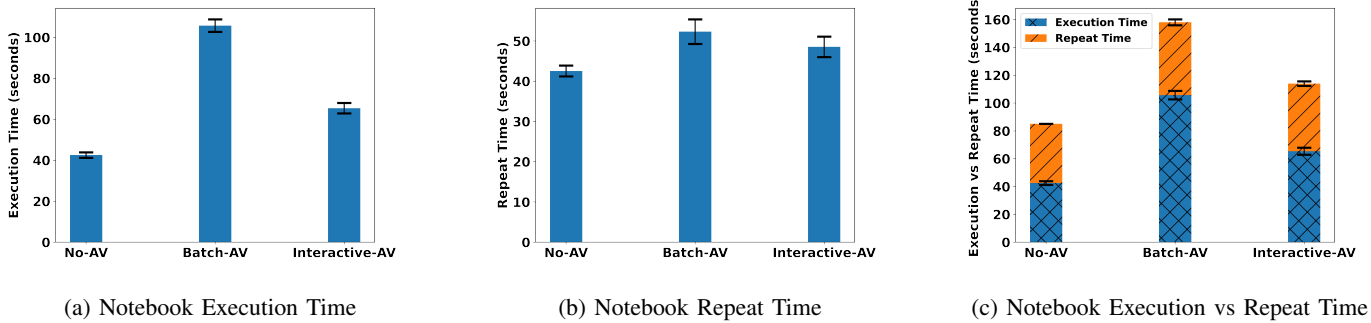 Execution Time (seconds)
100
80
60
40
20
0
No-AV Batch-AV Interactive-AV
(a) Notebook Execution Time
Repeat Time (seconds)
50
40
30
20
10
0
No-AV Batch-AV Interactive-AV
(b) Notebook Repeat Time
Execution vs Repeat Time (seconds)
160
140
120
100
80
60
40
20
0
Execution Time
Repeat Time
No-AV Batch-AV Interactive-AV
(c) Notebook Execution vs Repeat Time